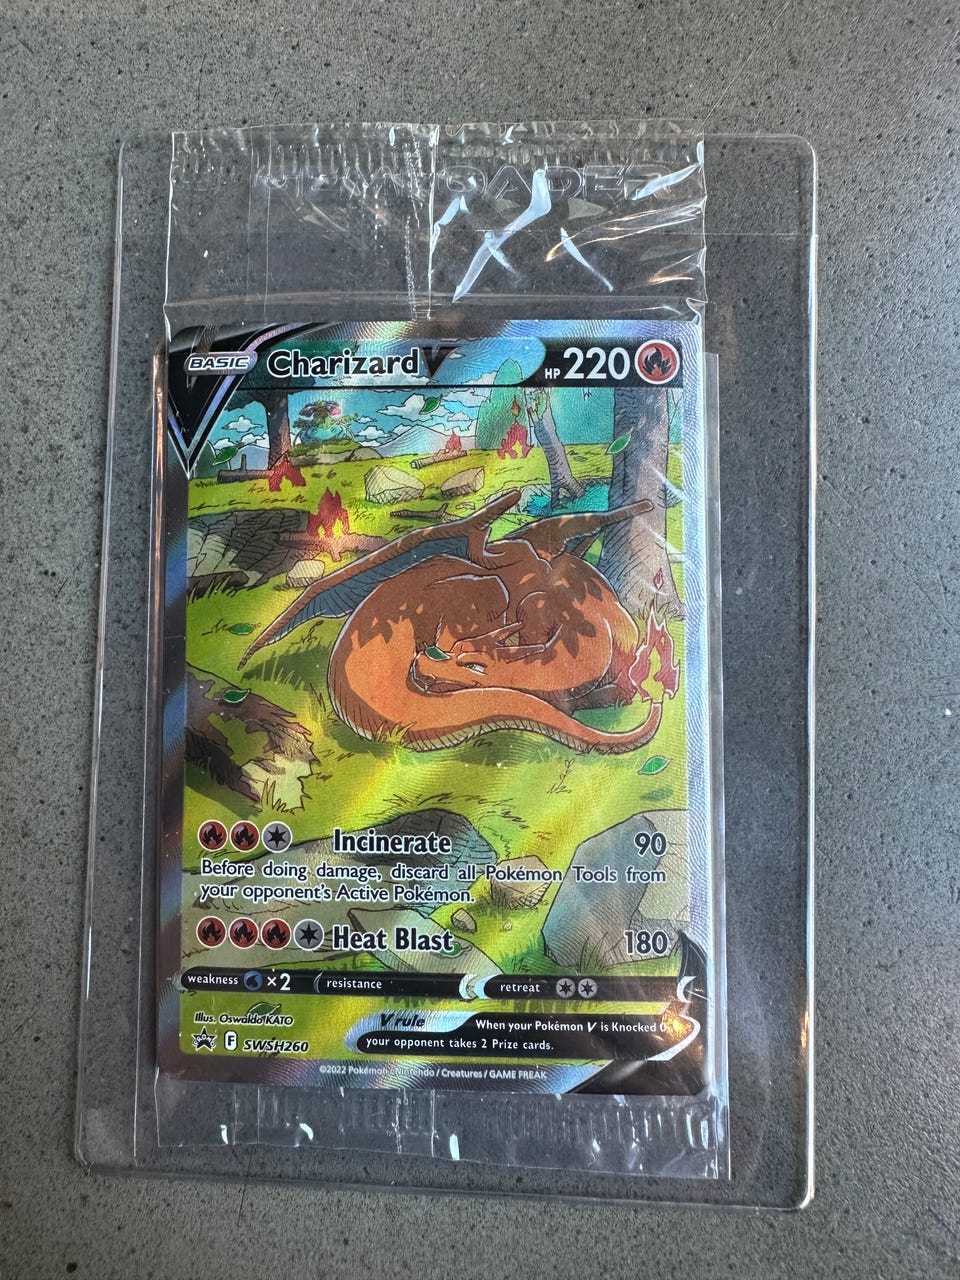 BASIC Charizard V HP 220
Incinerate 90
Before doing damage, discard all Pokémon Tools from
your opponent's Active Pokémon.
Heat Blast 180
weakness ×2 resistance retreat
Illus. Oswaldo KATO
V rule When your Pokémon V is Knocked
your opponent takes 2 Prize cards.
F SWSH260
©2022 Pokémon / Nintendo / Creatures / GAME FREAK